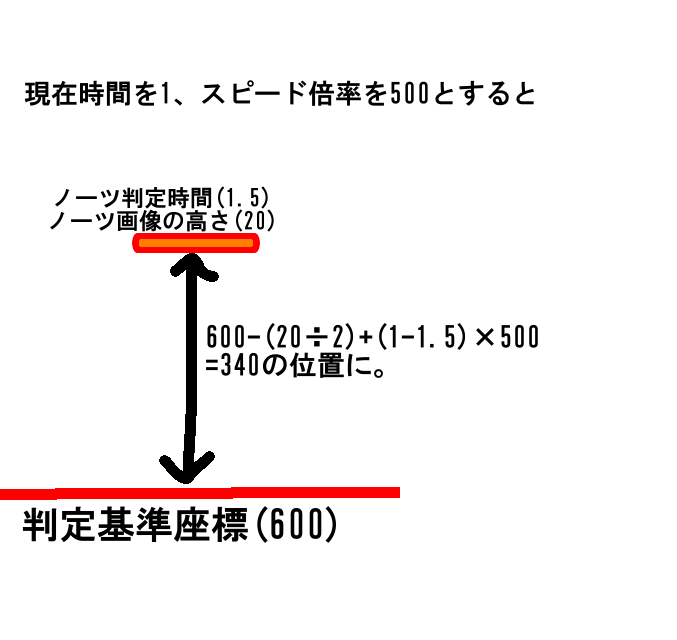 現在時間を1、スピード倍率を500とすると
ノーツ判定時間(1.5)
ノーツ画像の高さ(20)
600-(20÷2)+(1-1.5)×500
=340の位置に。
判定基準座標(600)